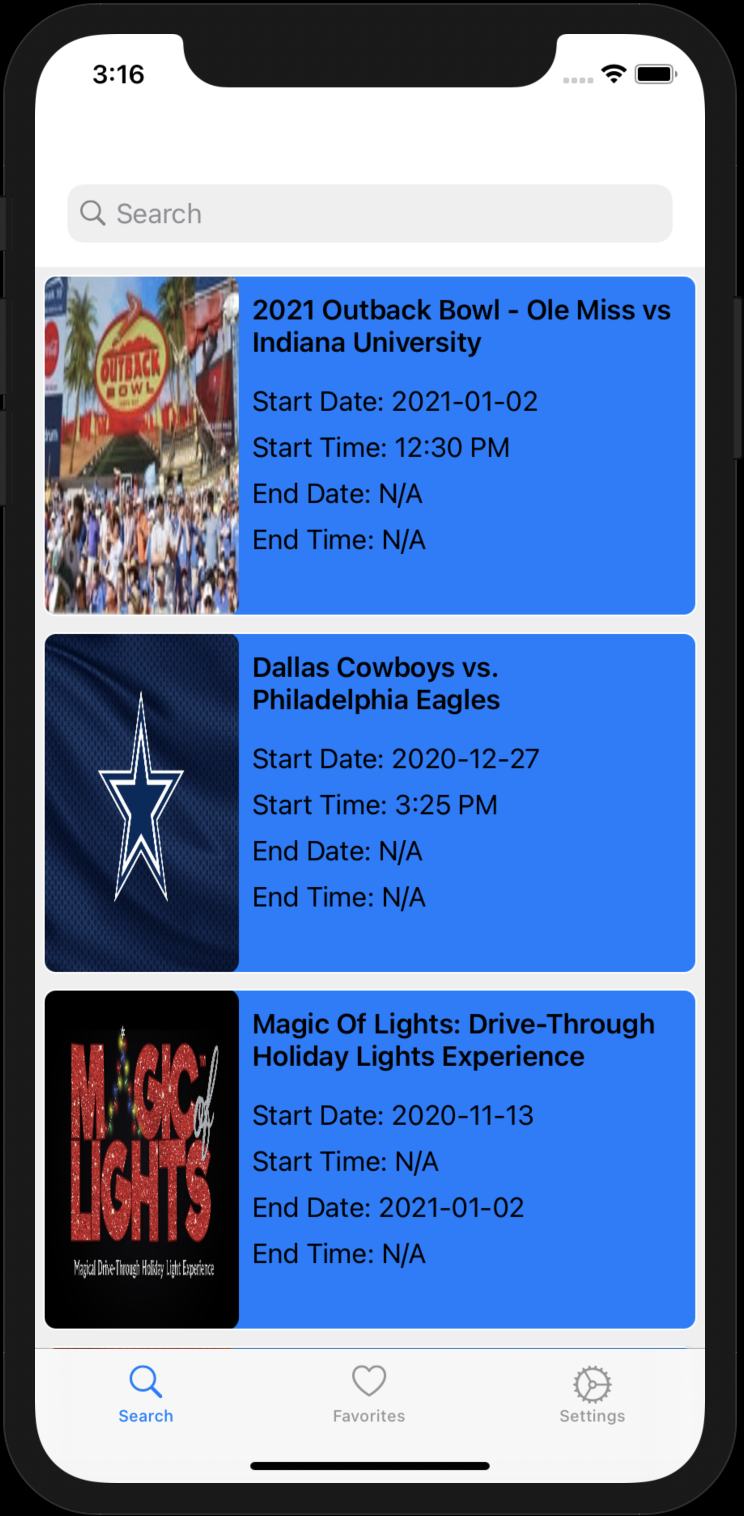 3:16
Search
OUTBACK
BOWL
2021 Outback Bowl - Ole Miss vs
Indiana University
Start Date: 2021-01-02
Start Time: 12:30 PM
End Date: N/A
End Time: N/A
Dallas Cowboys vs.
Philadelphia Eagles
Start Date: 2020-12-27
Start Time: 3:25 PM
End Date: N/A
End Time: N/A
MAGIC of
LIGHTS
Magical Drive-Through Holiday Light Experience
Magic Of Lights: Drive-Through
Holiday Lights Experience
Start Date: 2020-11-13
Start Time: N/A
End Date: 2021-01-02
End Time: N/A
Search
Favorites
Settings